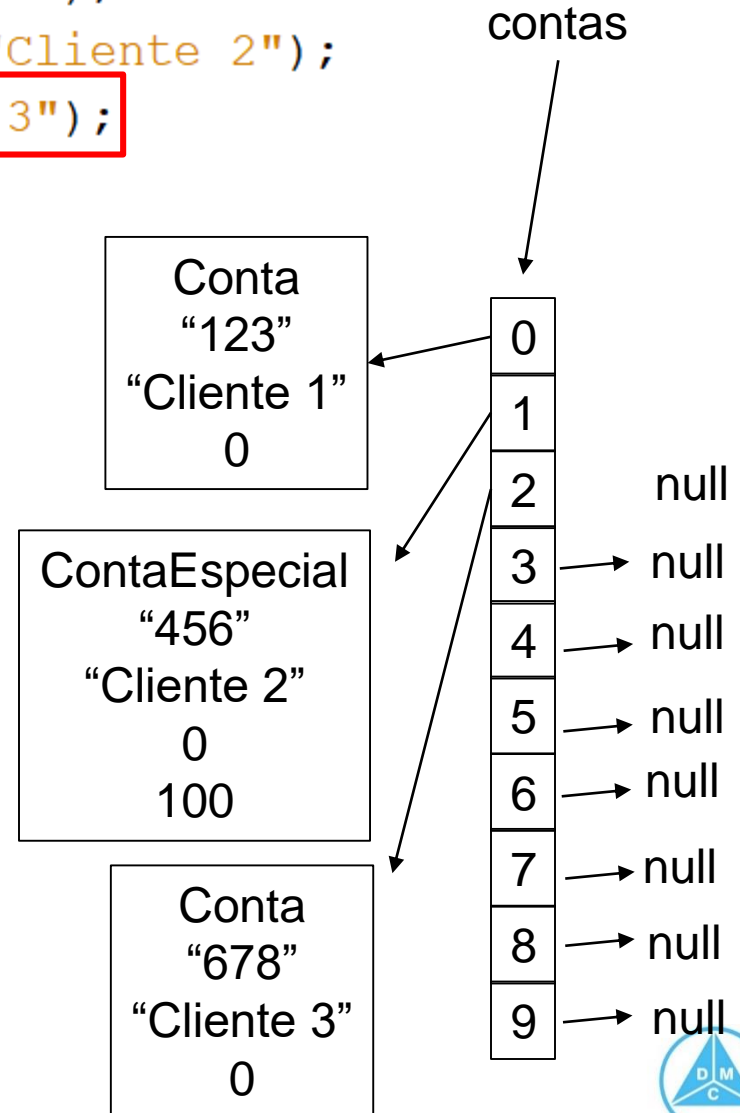 );
Cliente 2");
3");
contas
Conta
“123”
“Cliente 1”
0
ContaEspecial
“456”
“Cliente 2”
0
100
Conta
“678”
“Cliente 3”
0
0
1
2 null
3 null
4 null
5 null
6 null
7 null
8 null
9 null
D M
C